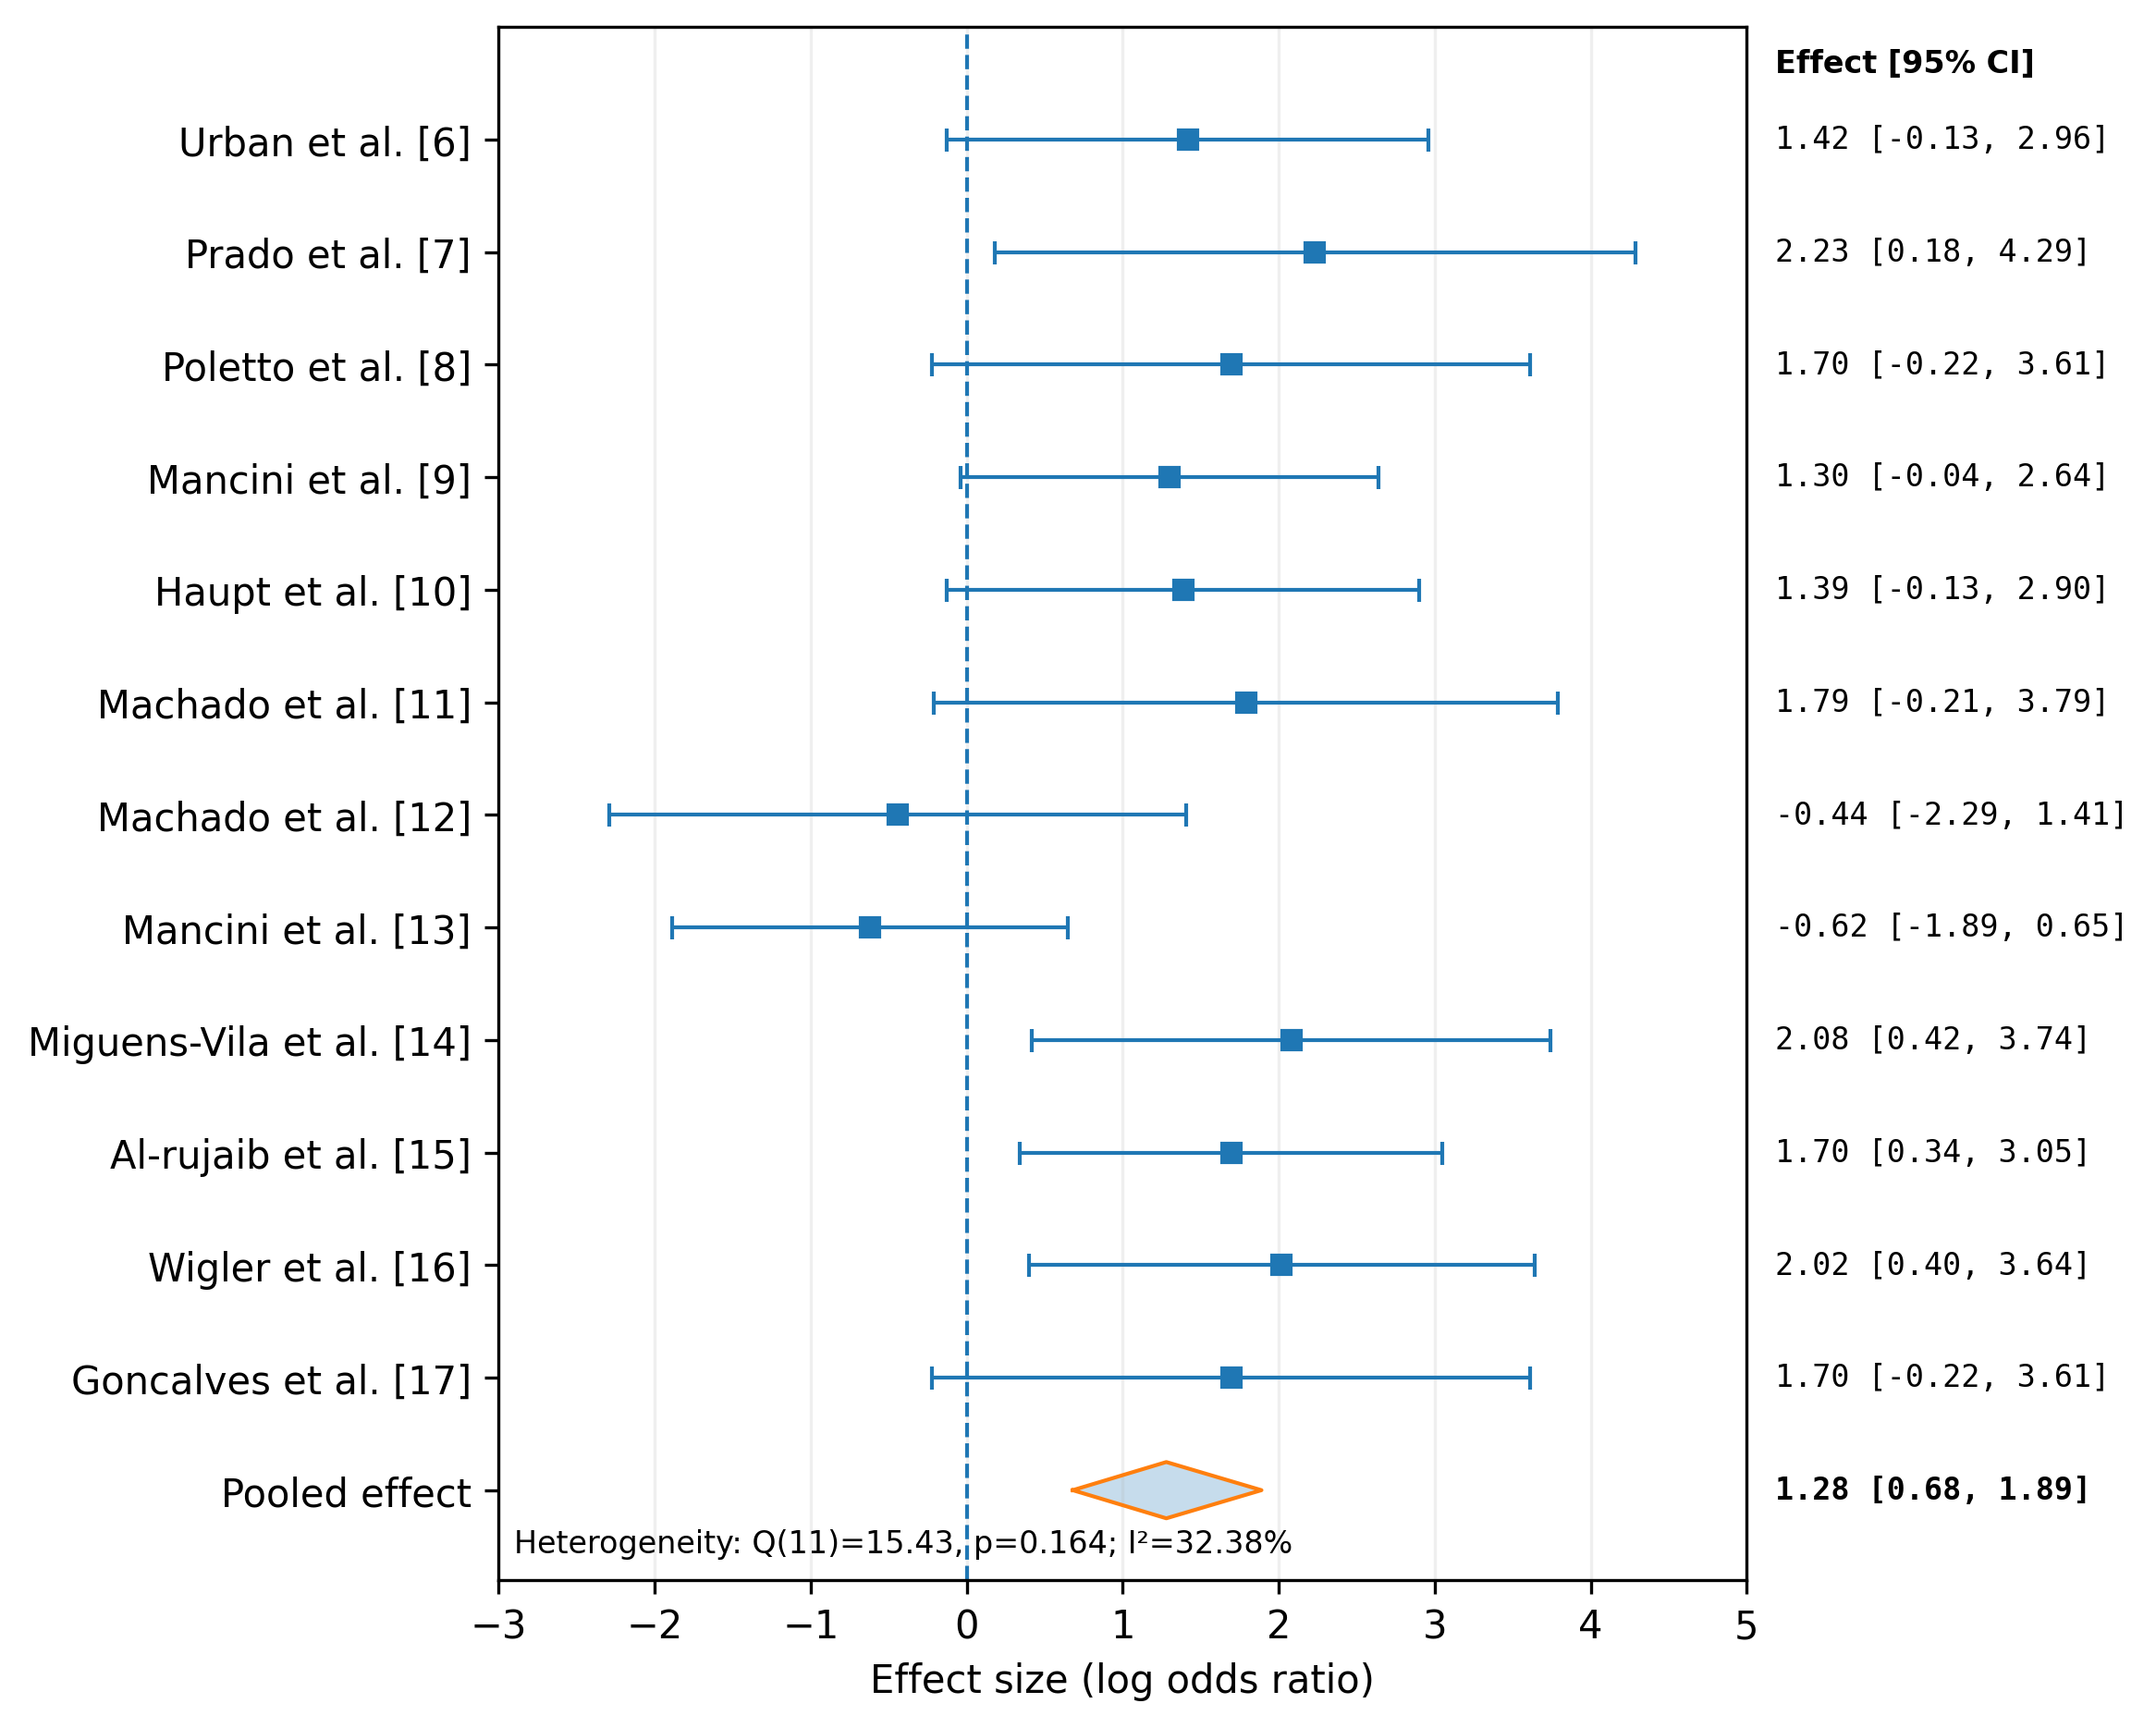 Effect [95% CI]
Urban et al. [6] 1.42 [-0.13, 2.96]
Prado et al. [7] 2.23 [0.18, 4.29]
Poletto et al. [8] 1.70 [-0.22, 3.61]
Mancini et al. [9] 1.30 [-0.04, 2.64]
Haupt et al. [10] 1.39 [-0.13, 2.90]
Machado et al. [11] 1.79 [-0.21, 3.79]
Machado et al. [12] -0.44 [-2.29, 1.41]
Mancini et al. [13] -0.62 [-1.89, 0.65]
Miguens-Vila et al. [14] 2.08 [0.42, 3.74]
Al-rujaib et al. [15] 1.70 [0.34, 3.05]
Wigler et al. [16] 2.02 [0.40, 3.64]
Goncalves et al. [17] 1.70 [-0.22, 3.61]
Pooled effect 1.28 [0.68, 1.89]
Heterogeneity: Q(11)=15.43, p=0.164; I²=32.38%
−3 −2 −1 0 1 2 3 4 5
Effect size (log odds ratio)